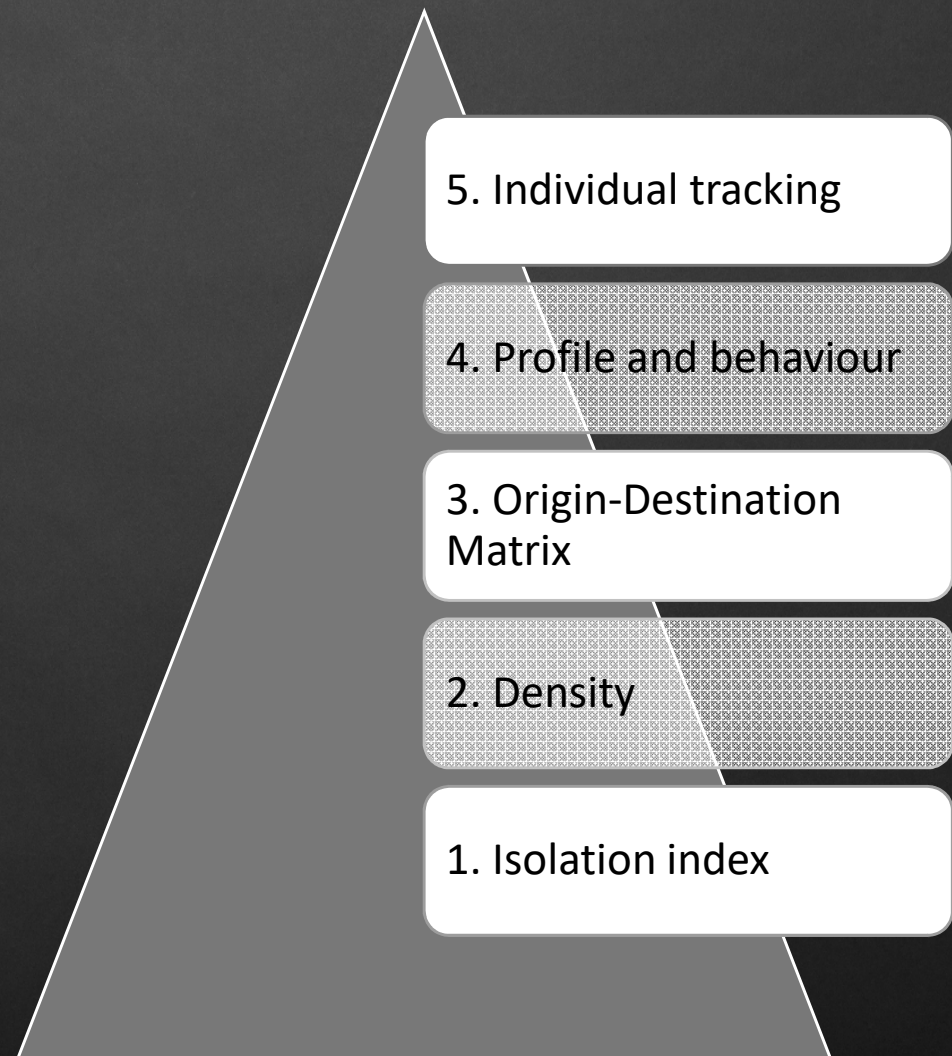 5. Individual tracking
4. Profile and behaviour
3. Origin-Destination
Matrix
2. Density
1. Isolation index